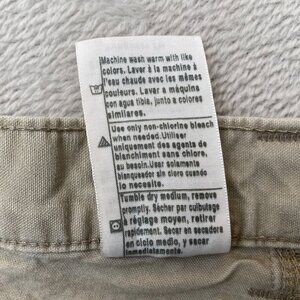 Machine wash warm with like
colors. Laver à la machine à
l'eau chaude avec les mêmes
couleurs. Lavar a máquina
con agua tibia, junto a colores
similares.
Use only non-chlorine bleach
when needed. Utiliser
uniquement des agents de
blanchiment sans chlore,
au besoin. Usar solamente
blanqueador sin cloro cuando
lo necesite.
Tumble dry medium, remove
promptly. Sécher par culbutage
à réglage moyen, retirer
rapidement. Secar en secadora
en ciclo medio, y sacar
inmediatamente.